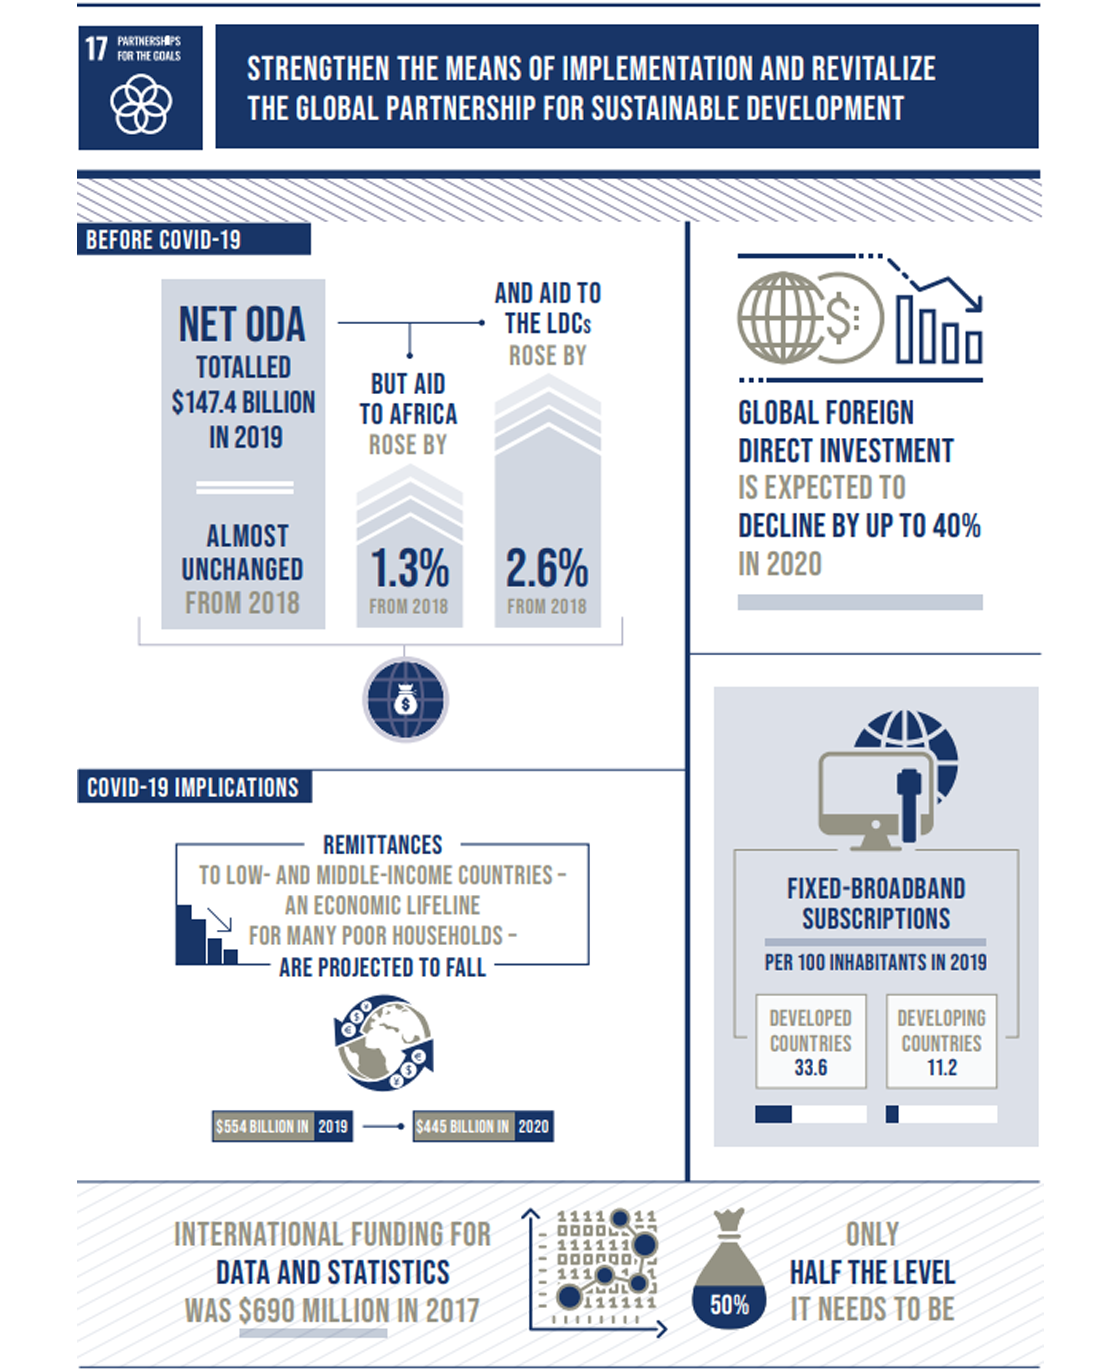 17 PARTNERSHIPS
FOR THE GOALS
STRENGTHEN THE MEANS OF IMPLEMENTATION AND REVITALIZE
THE GLOBAL PARTNERSHIP FOR SUSTAINABLE DEVELOPMENT
BEFORE COVID-19
NET ODA
TOTALLED
$147.4 BILLION
IN 2019
ALMOST
UNCHANGED
FROM 2018
BUT AID
TO AFRICA
ROSE BY
1.3%
FROM 2018
AND AID TO
THE LDCs
ROSE BY
2.6%
FROM 2018
$
$
GLOBAL FOREIGN
DIRECT INVESTMENT
IS EXPECTED TO
DECLINE BY UP TO 40%
IN 2020
COVID-19 IMPLICATIONS
REMITTANCES
TO LOW- AND MIDDLE-INCOME COUNTRIES –
AN ECONOMIC LIFELINE
FOR MANY POOR HOUSEHOLDS –
ARE PROJECTED TO FALL
€ $ ¥
¥ $ €
$554 BILLION IN 2019
$445 BILLION IN 2020
FIXED-BROADBAND
SUBSCRIPTIONS
PER 100 INHABITANTS IN 2019
DEVELOPED
COUNTRIES
33.6
DEVELOPING
COUNTRIES
11.2
INTERNATIONAL FUNDING FOR
DATA AND STATISTICS
WAS $690 MILLION IN 2017
50%
ONLY
HALF THE LEVEL
IT NEEDS TO BE